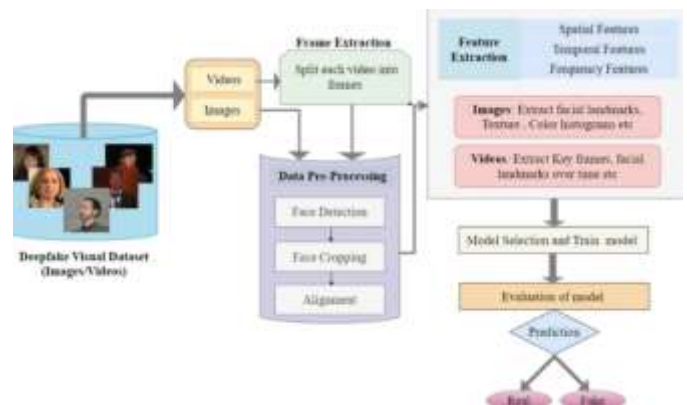 Deepfake Visual Dataset
(Images/Videos)
Videos
Images
Frame Extraction
Split each video into
frames
Data Pre-Processing
Face Detection
Face Cropping
Alignment
Feature
Extraction
Spatial Features
Temporal Features
Frequency Features
Images: Extract facial landmarks,
Texture , Color histograms etc
Videos: Extract Key frames, facial
landmarks over time etc
Model Selection and Train model
Evaluation of model
Prediction
Real
Fake